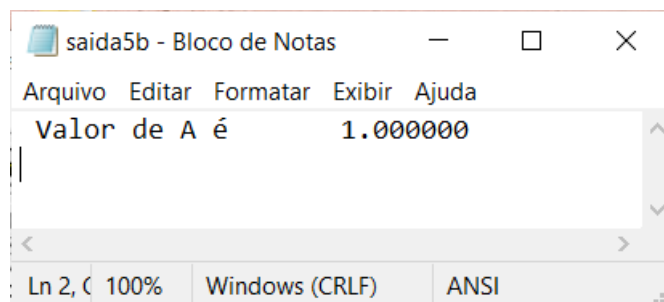 saida5b - Bloco de Notas
Arquivo Editar Formatar Exibir Ajuda
Valor de A é 1.000000
Ln 2, 100% Windows (CRLF) ANSI